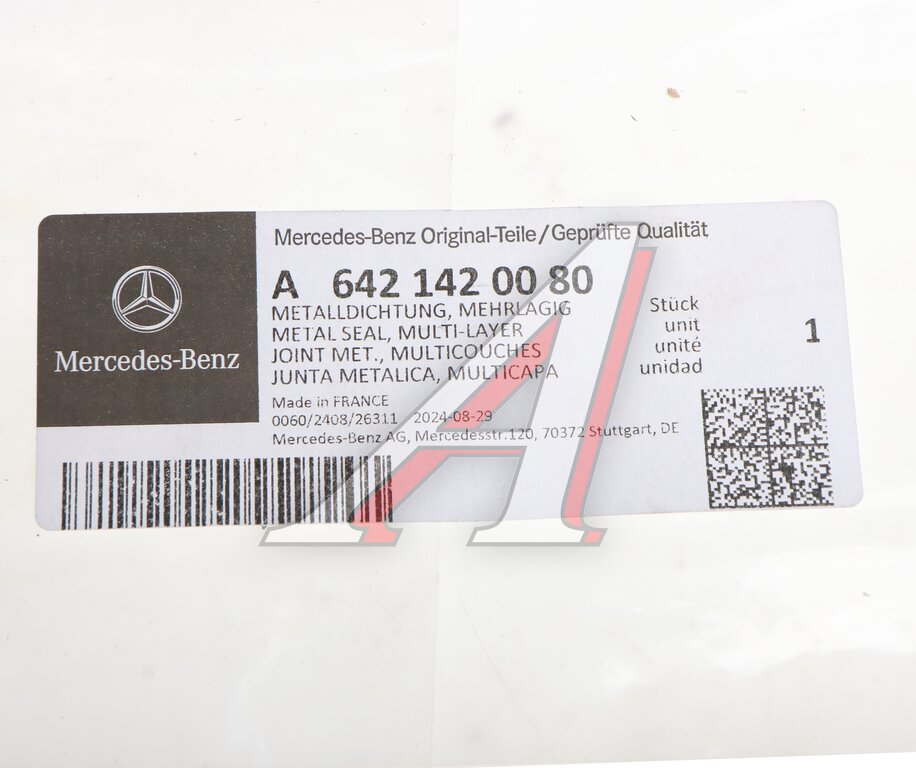 Mercedes-Benz Original-Teile/Geprüfte Qualität
A 642 142 00 80
METALLDICHTUNG, MEHRLAGIG
METAL SEAL, MULTI-LAYER
JOINT MET., MULTICOUCHES
JUNTA METALICA, MULTICAPA
Stück
unit
unité
unidad
1
Made in FRANCE
0060/2408/26311 2024-08-29
Mercedes-Benz AG, Mercedesstr.120, 70372 Stuttgart, DE
Mercedes-Benz